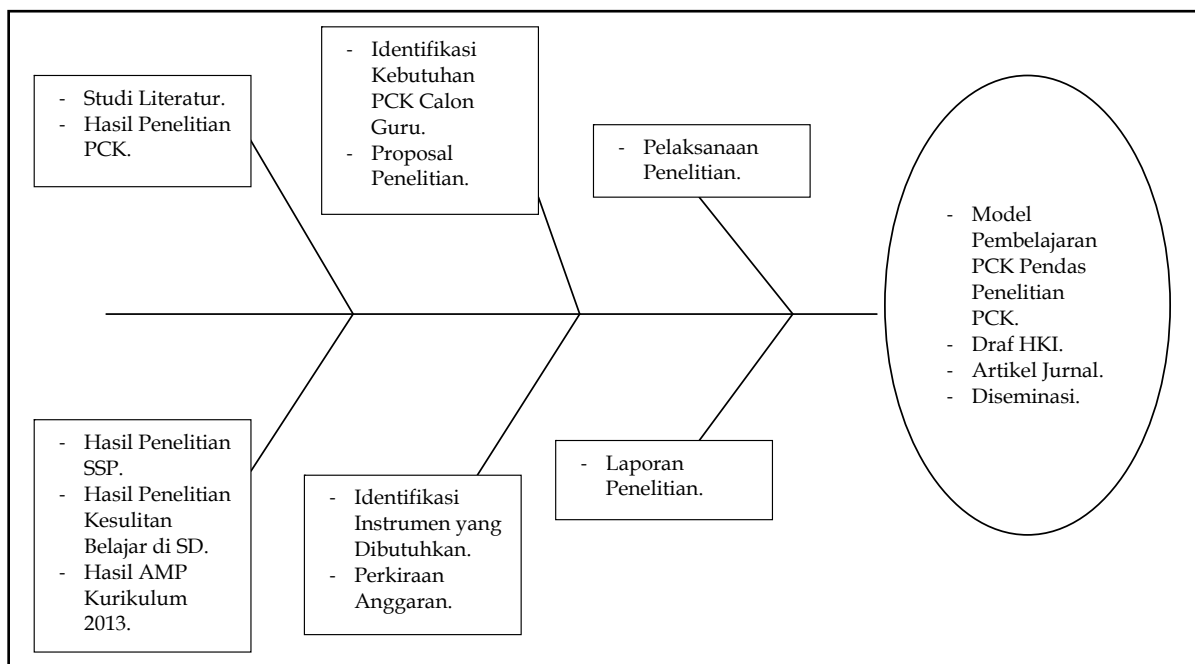 - Studi Literatur.
- Hasil Penelitian
PCK.
- Identifikasi
Kebutuhan
PCK Calon
Guru.
- Proposal
Penelitian.
- Pelaksanaan
Penelitian.
- Model
Pembelajaran
PCK Pendas
Penelitian
PCK.
- Draf HKI.
- Artikel Jurnal.
- Diseminasi.
- Hasil Penelitian
SSP.
- Hasil Penelitian
Kesulitan
Belajar di SD.
- Hasil AMP
Kurikulum
2013.
- Identifikasi
Instrumen yang
Dibutuhkan.
- Perkiraan
Anggaran.
- Laporan
Penelitian.